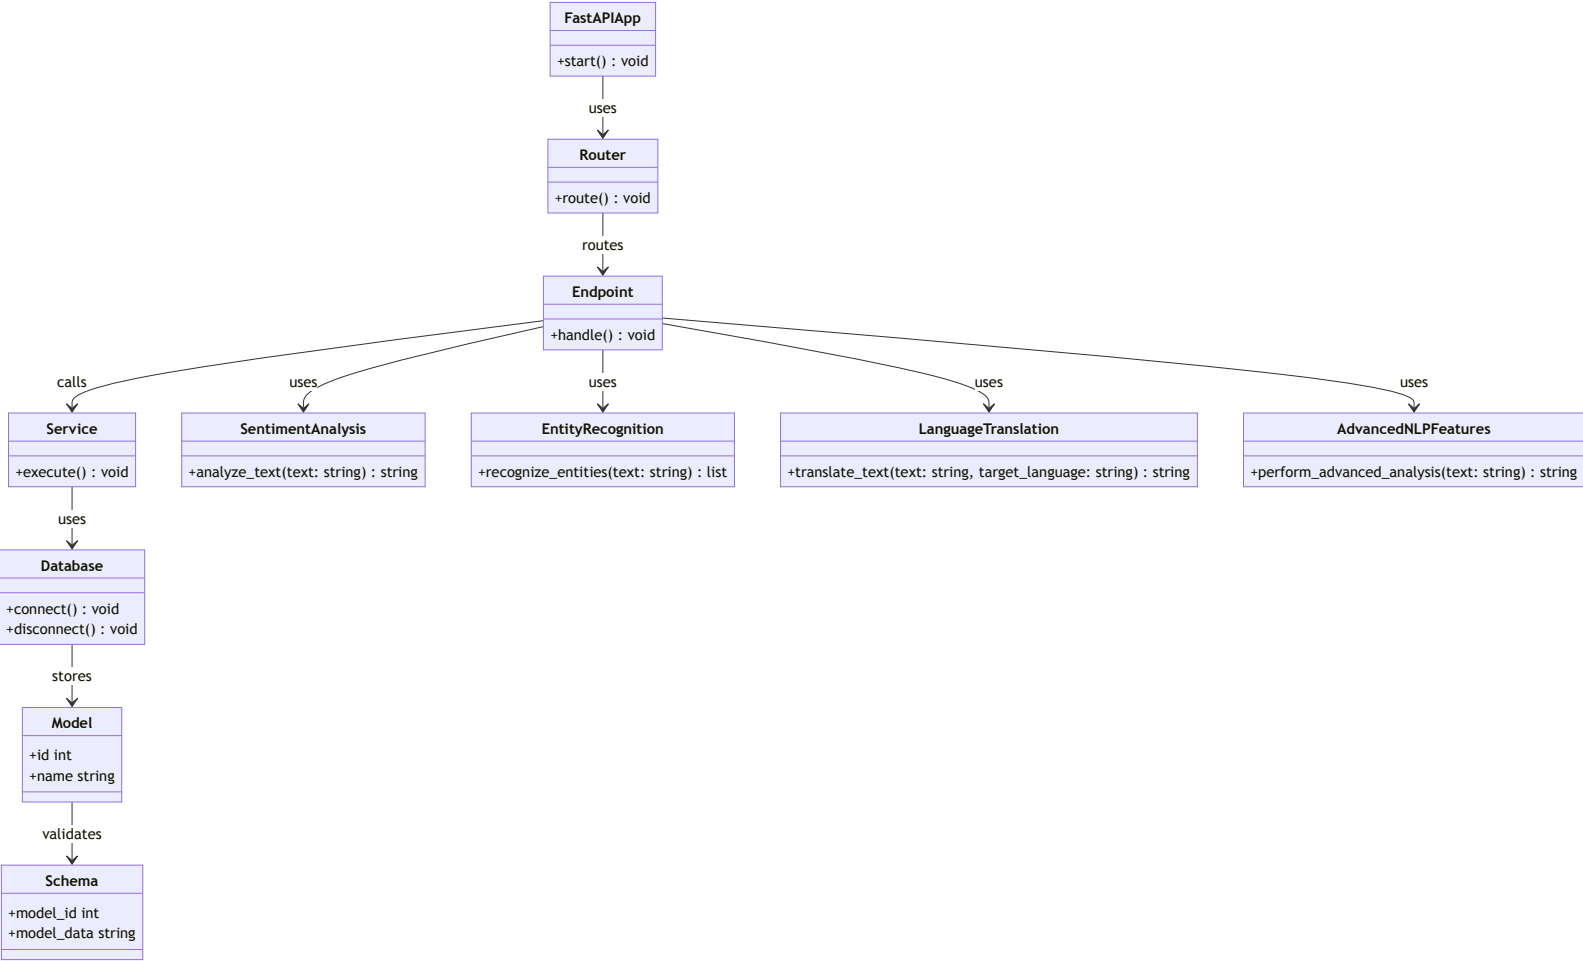 FastAPIApp
+start() : void
uses
Router
+route() : void
routes
Endpoint
+handle() : void
calls
uses
uses
uses
uses
Service
+execute() : void
SentimentAnalysis
+analyze_text(text: string) : string
EntityRecognition
+recognize_entities(text: string) : list
LanguageTranslation
+translate_text(text: string, target_language: string) : string
AdvancedNLPFeatures
+perform_advanced_analysis(text: string) : string
uses
Database
+connect() : void
+disconnect() : void
stores
Model
+id int
+name string
validates
Schema
+model_id int
+model_data string